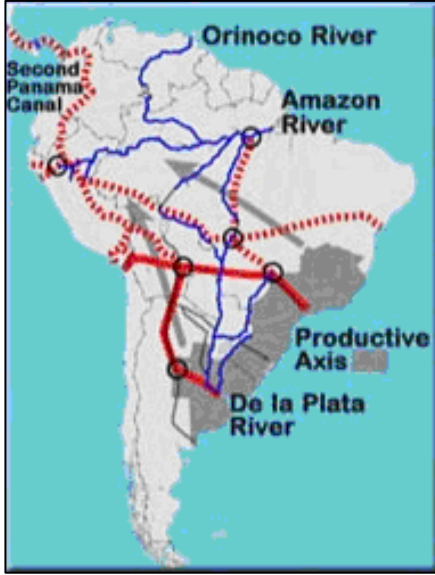 Orinoco River
Second
Panama
Canal
Amazon
River
Productive
Axis
De la Plata
River